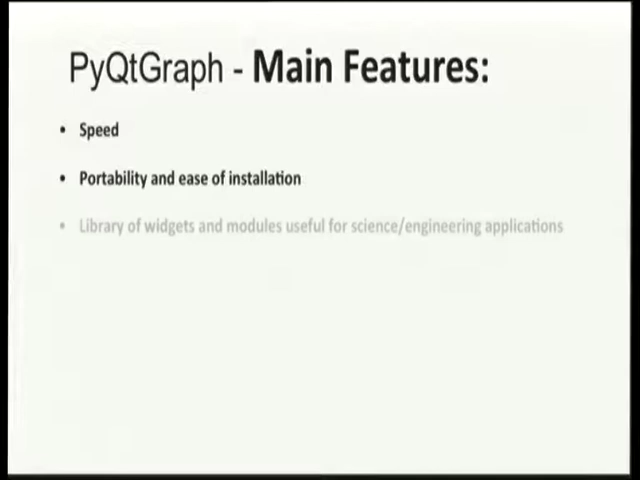 PyQtGraph - Main Features:
• Speed
• Portability and ease of installation
• Library of widgets and modules useful for science/engineering applications